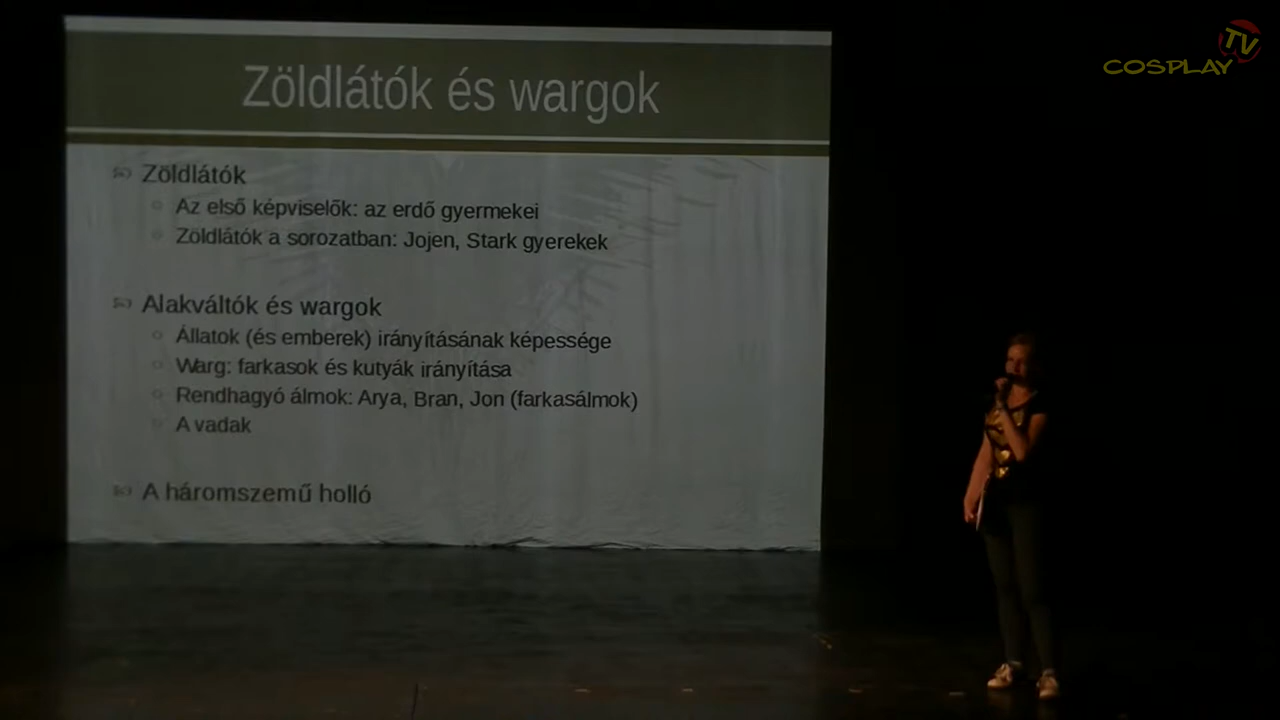 TV
COSPLAY
Zöldlátók és wargok
Zöldlátók
Az első képviselők: az erdő gyermekei
Zöldlátók a sorozatban: Jojen, Stark gyerekek
Alakváltók és wargok
Állatok (és emberek) irányításának képessége
Warg: farkasok és kutyák irányítása
Rendhagyó álmok: Arya, Bran, Jon (farkasálmok)
A vadak
A háromszemű holló